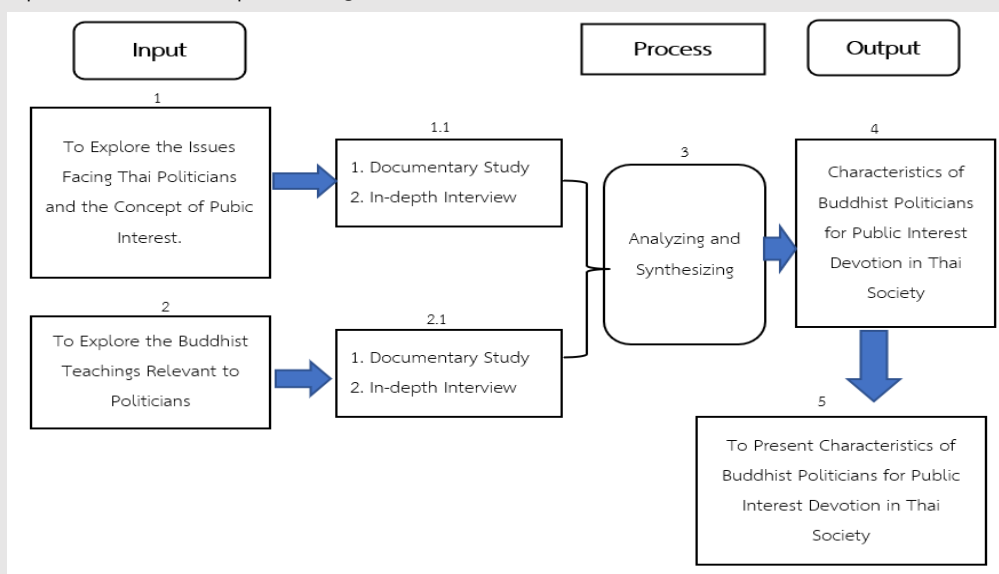 Input
Process
Output
1
To Explore the Issues
Facing Thai Politicians
and the Concept of Pubic
Interest.
1.1
1. Documentary Study
2. In-depth Interview
2
To Explore the Buddhist
Teachings Relevant to
Politicians
2.1
1. Documentary Study
2. In-depth Interview
3
Analyzing and
Synthesizing
4
Characteristics of
Buddhist Politicians
for Public Interest
Devotion in Thai
Society
5
To Present Characteristics of
Buddhist Politicians for Public
Interest Devotion in Thai
Society